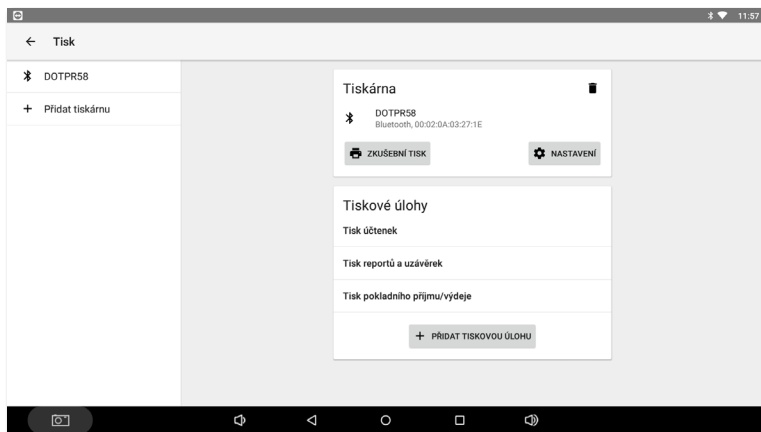 11:57
Tisk
DOTPR58
Přidat tiskárnu
Tiskárna
DOTPR58
Bluetooth, 00:02:0A:03:27:1E
ZKUŠEBNÍ TISK
NASTAVENÍ
Tiskové úlohy
Tisk účtenek
Tisk reportů a uzávěrek
Tisk pokladního příjmu/výdeje
PŘIDAT TISKOVOU ÚLOHU